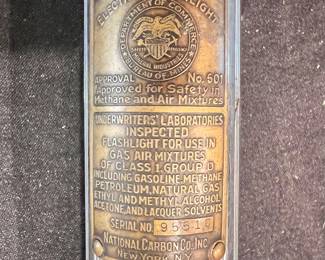 ELECTRIC FLASHLIGHT
DEPARTMENT OF COMMERCE
BUREAU OF MINES
APPROVAL No. 501
Approved for Safety in
Methane and Air Mixtures
UNDERWRITERS' LABORATORIES
INSPECTED
FLASHLIGHT FOR USE IN
GAS/AIR MIXTURES
OF CLASS I, GROUP D
INCLUDING GASOLINE, METHANE
PETROLEUM, NATURAL GAS
ETHYL AND METHYL ALCOHOL
ACETONE AND LACQUER SOLVENTS
SERIAL NO.
NATIONAL CARBON CO. INC
NEW YORK, N.Y.